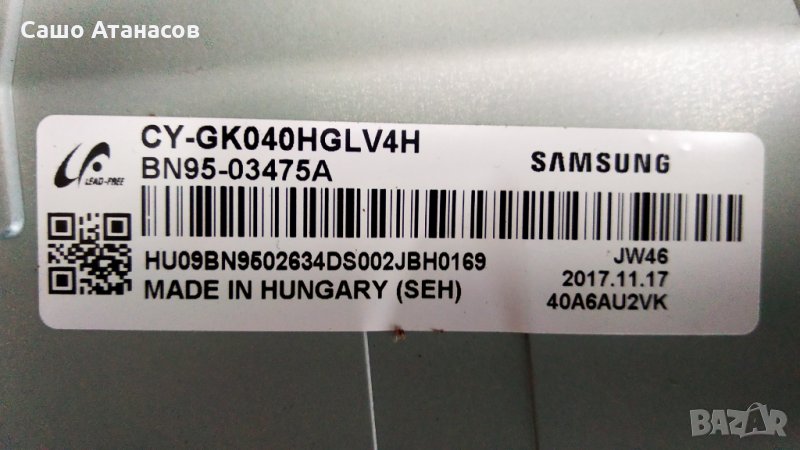 Сашо Атанасов
CY-GK040HGLV4H
BN95-03475A
SAMSUNG
LEAD-FREE
HU09BN9502634DS002JBH0169
JW46
MADE IN HUNGARY (SEH)
2017.11.17
40A6AU2VK
BAZAR